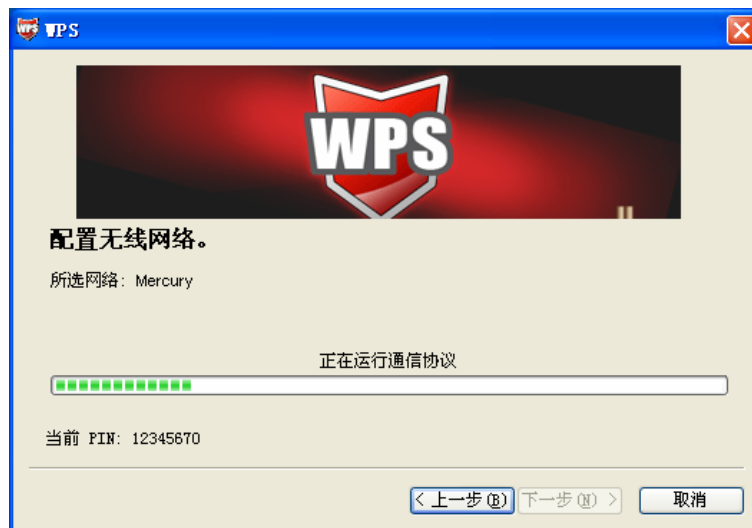 WPS
WPS
配置无线网络。
所选网络: Mercury
正在运行通信协议
当前 PIN: 12345670
< 上一步(B) 下一步(N) > 取消